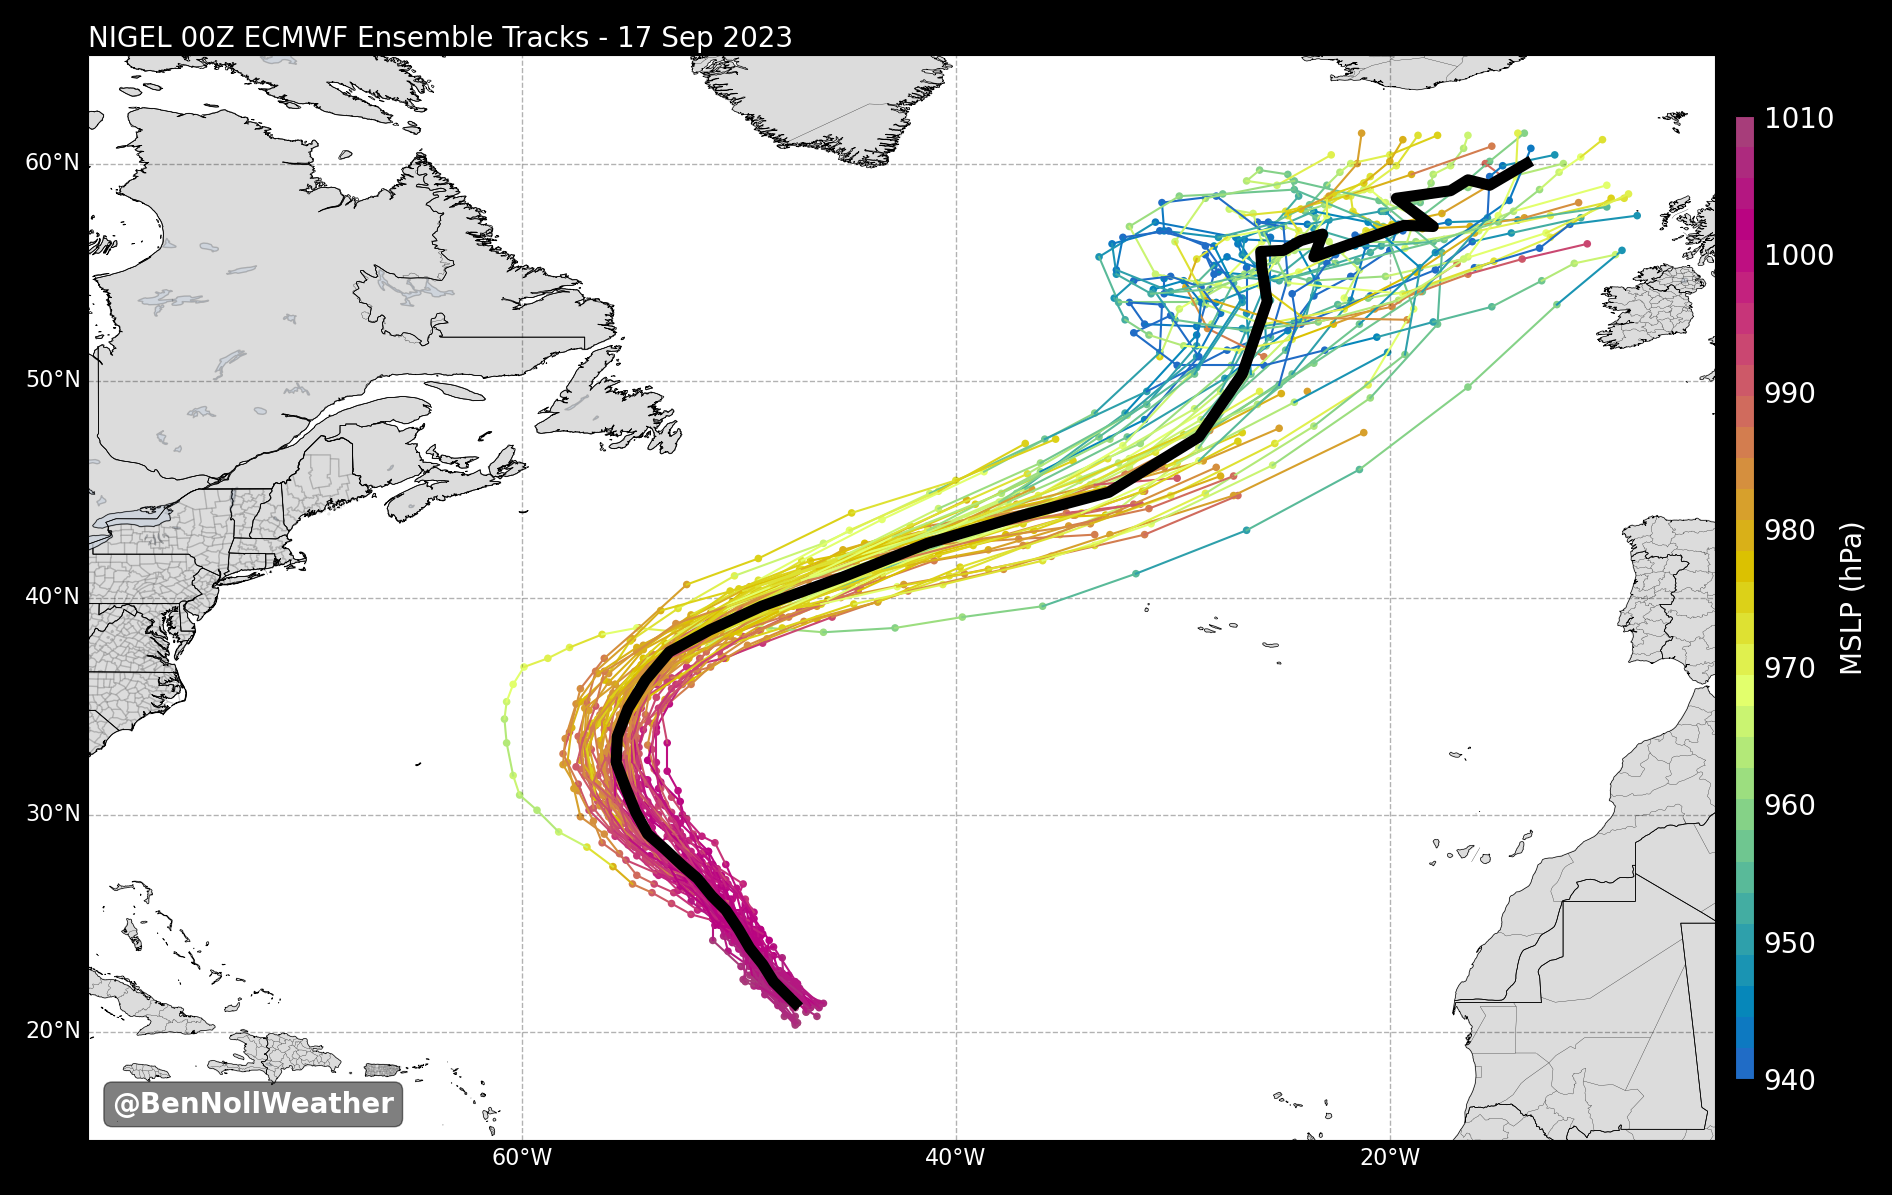 NIGEL 00Z ECMWF Ensemble Tracks - 17 Sep 2023
60°N
50°N
40°N
30°N
20°N
60°W
40°W
20°W
1010
1000
990
980
970
960
950
940
MSLP (hPa)
@BenNollWeather